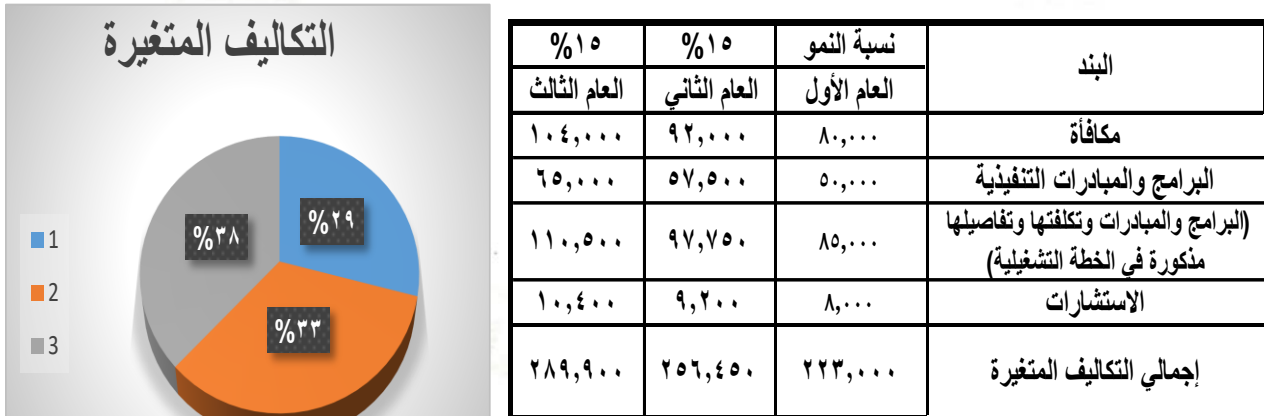 التكاليف المتغيرة
%٢٩
%٣٣
%٣٨
1
2
3
البند نسبة النمو %١٥ %١٥
العام الأول العام الثاني العام الثالث
مكافأة ٨٠,٠٠٠ ٩٢,٠٠٠ ١٠٤,٠٠٠
البرامج والمبادرات التنفيذية ٥٠,٠٠٠ ٥٧,٥٠٠ ٦٥,٠٠٠
(البرامج والمبادرات وتكلفتها وتفاصيلها
مذكورة في الخطة التشغيلية) ٨٥,٠٠٠ ٩٧,٧٥٠ ١١٠,٥٠٠
الاستشارات ٨,٠٠٠ ٩,٢٠٠ ١٠,٤٠٠
إجمالي التكاليف المتغيرة ٢٢٣,٠٠٠ ٢٥٦,٤٥٠ ٢٨٩,٩٠٠